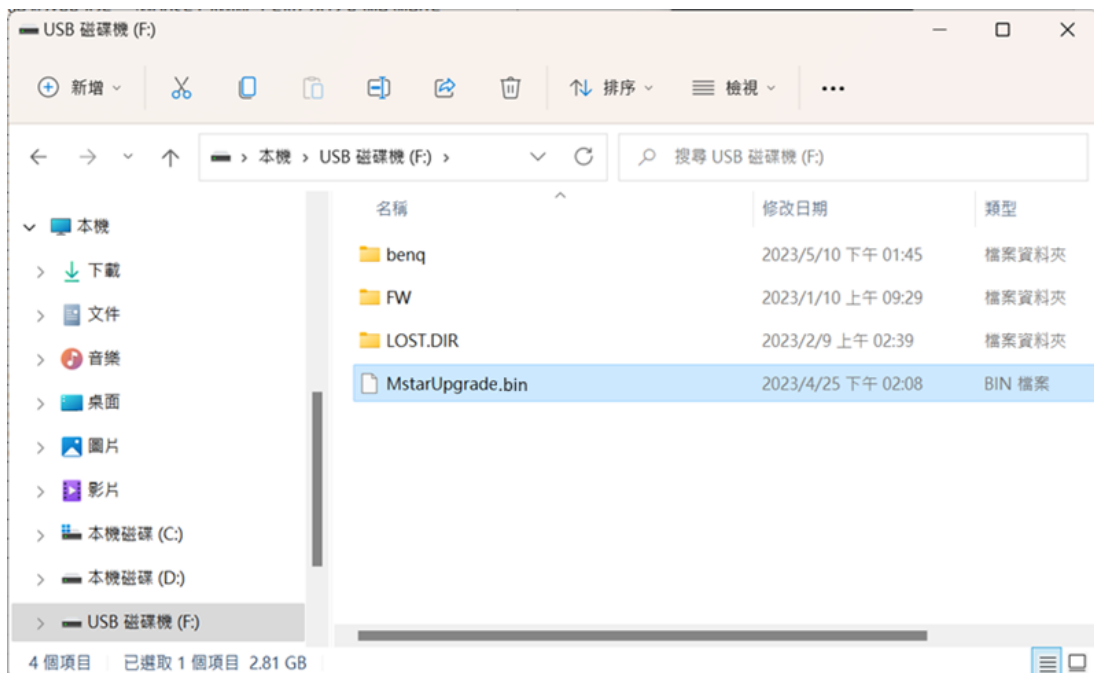 USB 磁碟機 (F:)
新增 排序 檢視 •••
本機 › USB 磁碟機 (F:) › 搜尋 USB 磁碟機 (F:)
名稱 修改日期 類型
本機
下載
文件
音樂
桌面
圖片
影片
本機磁碟 (C:)
本機磁碟 (D:)
USB 磁碟機 (F:)
benq 2023/5/10 下午 01:45 檔案資料夾
FW 2023/1/10 上午 09:29 檔案資料夾
LOST.DIR 2023/2/9 上午 02:39 檔案資料夾
MstarUpgrade.bin 2023/4/25 下午 02:08 BIN 檔案
4 個項目 已選取 1 個項目 2.81 GB